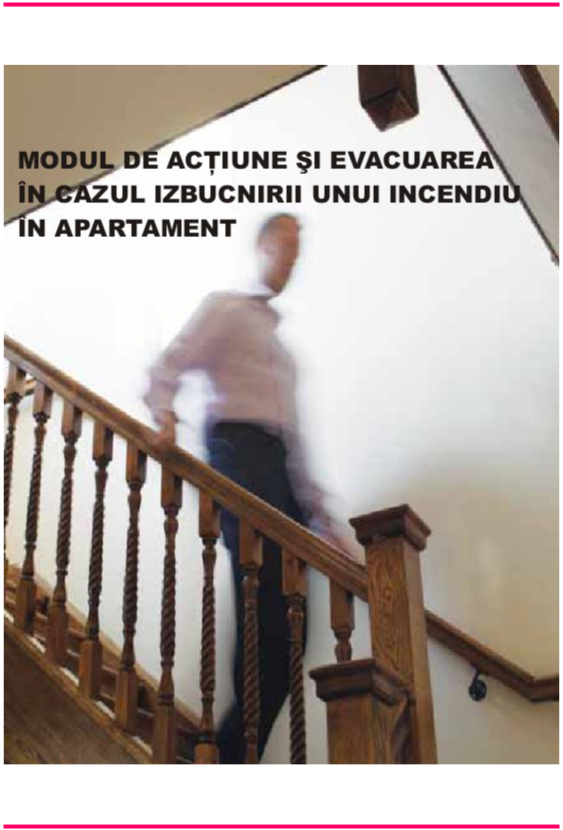 MODUL DE ACȚIUNE ŞI EVACUAREA
ÎN CAZUL IZBUCNIRII UNUI INCENDIU
ÎN APARTAMENT